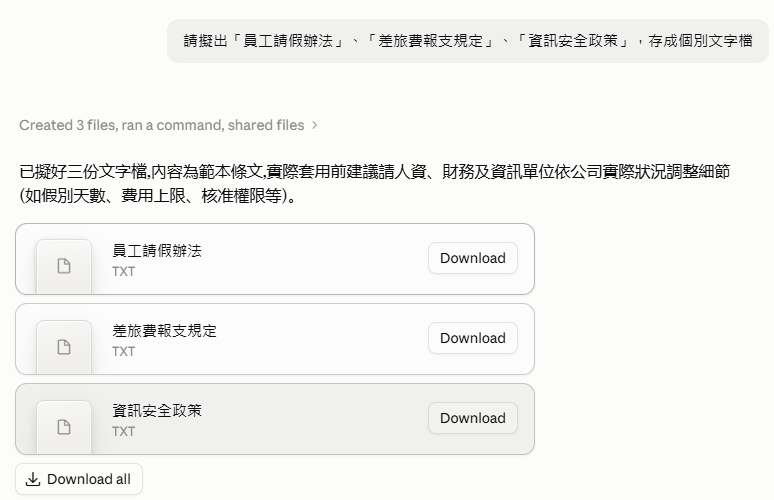 請擬出「員工請假辦法」、「差旅費報支規定」、「資訊安全政策」，存成個別文字檔
Created 3 files, ran a command, shared files
已擬好三份文字檔,內容為範本條文,實際套用前建議請人資、財務及資訊單位依公司實際狀況調整細節
(如假別天數、費用上限、核准權限等)。
員工請假辦法
TXT
Download
差旅費報支規定
TXT
Download
資訊安全政策
TXT
Download
Download all